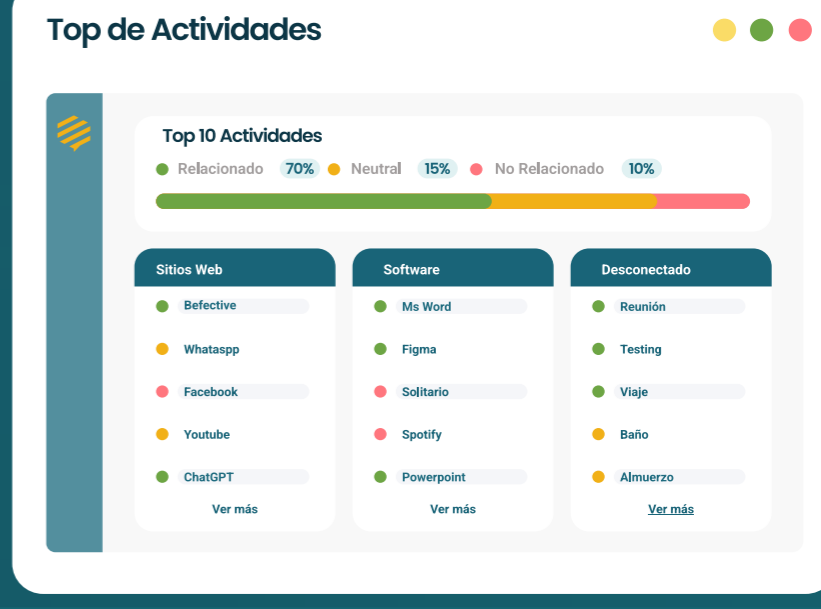 Top de Actividades
Top 10 Actividades
Relacionado 70% Neutral 15% No Relacionado 10%
Sitios Web
Befective
Whataspp
Facebook
Youtube
ChatGPT
Ver más
Software
Ms Word
Figma
Solitario
Spotify
Powerpoint
Ver más
Desconectado
Reunión
Testing
Viaje
Baño
Almuerzo
Ver más